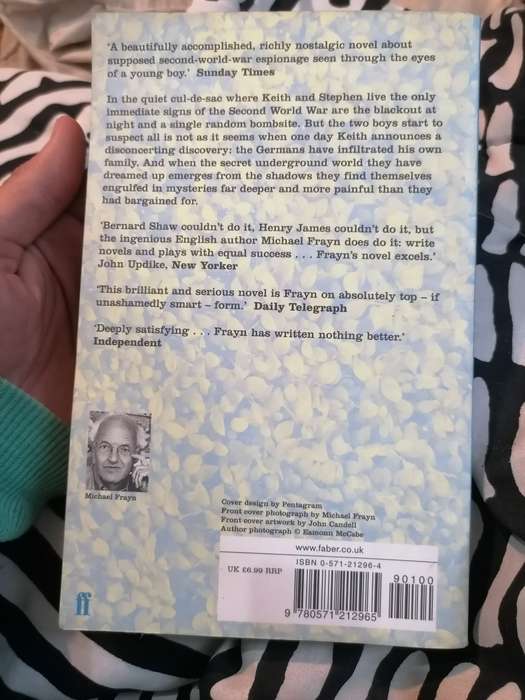 ‘A beautifully accomplished, richly nostalgic novel about
supposed second-world-war espionage seen through the eyes
of a young boy.’ Sunday Times
In the quiet cul-de-sac where Keith and Stephen live the only
immediate signs of the Second World War are the blackout at
night and a single random bombsite. But the two boys start to
suspect all is not as it seems when one day Keith announces a
disconcerting discovery: the Germans have infiltrated his own
family. And when the secret underground world they have
dreamed up emerges from the shadows they find themselves
engulfed in mysteries far deeper and more painful than they
had bargained for.
‘Bernard Shaw couldn’t do it, Henry James couldn’t do it, but
the ingenious English author Michael Frayn does do it: write
novels and plays with equal success . . . Frayn’s novel excels.’
John Updike, New Yorker
‘This brilliant and serious novel is Frayn on absolutely top – if
unashamedly smart – form.’ Daily Telegraph
‘Deeply satisfying . . . Frayn has written nothing better.’
Independent
Michael Frayn
Cover design by Pentagram
Front cover photograph by Michael Frayn
Front cover artwork by John Candell
Author photograph © Eamonn McCabe
www.faber.co.uk
ISBN 0-571-21296-4
UK £6.99 RRP
90100
9 780571 212965
ff